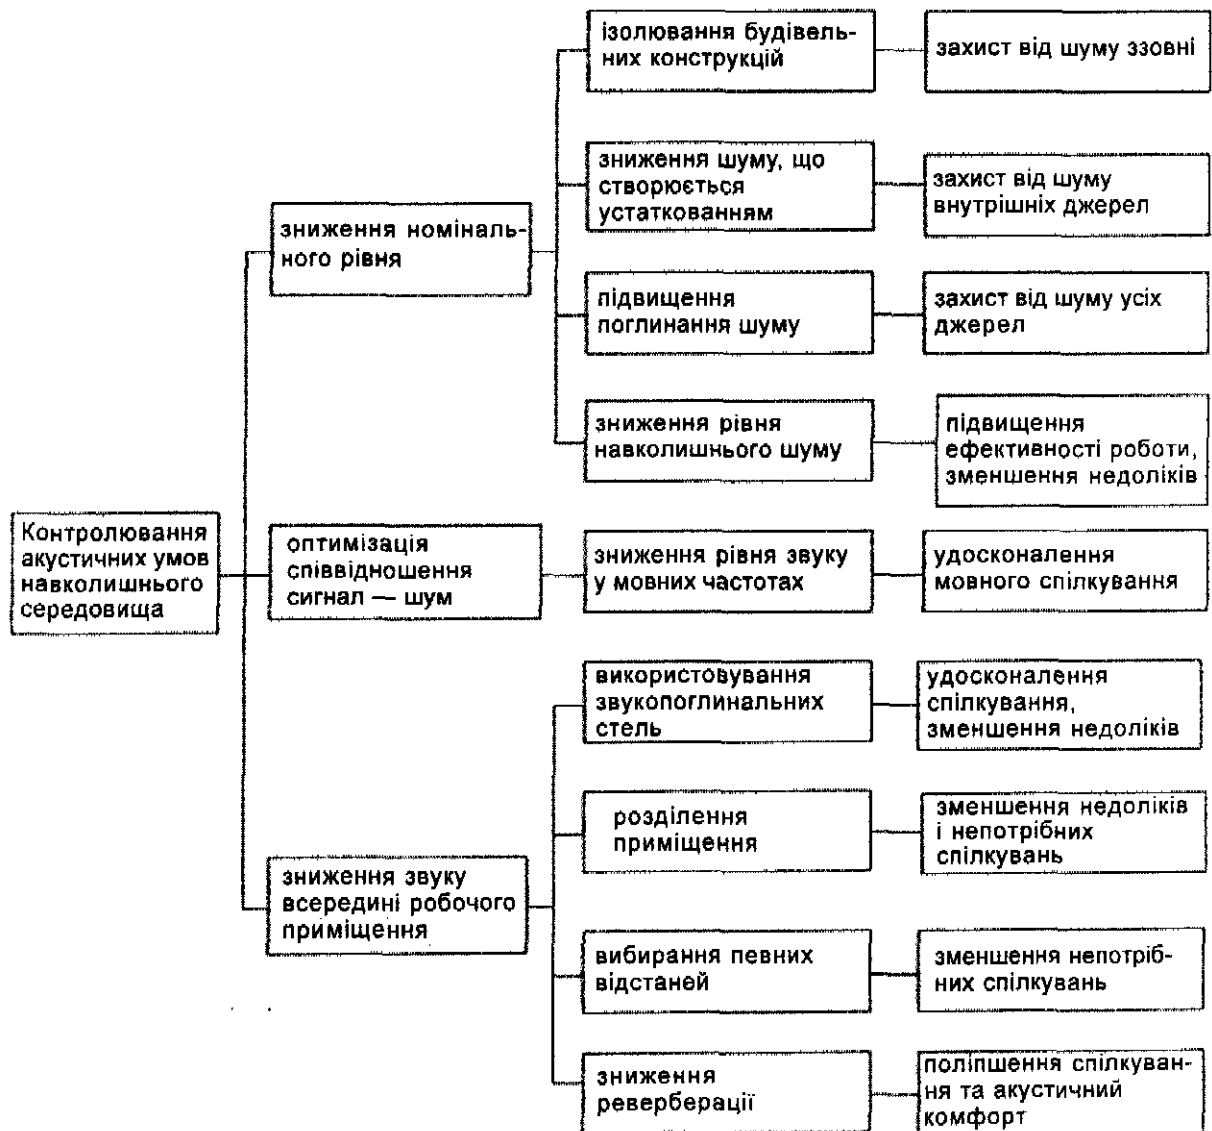 ізолювання будівель-
них конструкцій
захист від шуму ззовні
зниження шуму, що
створюється
устаткованням
захист від шуму
внутрішніх джерел
зниження номіналь-
ного рівня
підвищення
поглинання шуму
захист від шуму усіх
джерел
зниження рівня
навколишнього шуму
підвищення
ефективності роботи,
зменшення недоліків
Контролювання
акустичних умов
навколишнього
середовища
оптимізація
співвідношення
сигнал — шум
зниження рівня звуку
у мовних частотах
удосконалення
мовного спілкування
використовування
звукопоглинальних
стель
удосконалення
спілкування,
зменшення недоліків
розділення
приміщення
зменшення недоліків
і непотрібних
спілкувань
зниження звуку
всередині робочого
приміщення
вибирання певних
відстаней
зменшення непотріб-
них спілкувань
зниження
реверберації
поліпшення спілкуван-
ня та акустичний
комфорт